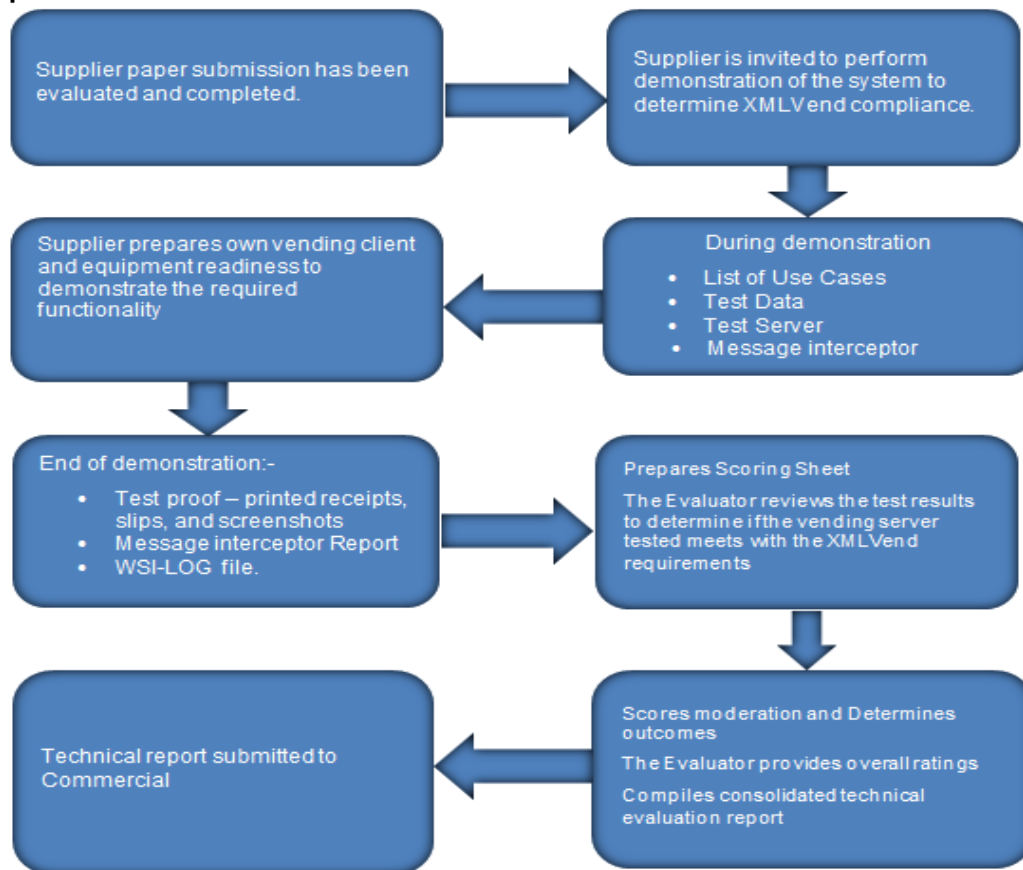 Supplier paper submission has been
evaluated and completed.
Supplier is invited to perform
demonstration of the system to
determine XMLVend compliance.
During demonstration
• List of Use Cases
• Test Data
• Test Server
• Message interceptor
Supplier prepares own vending client
and equipment readiness to
demonstrate the required
functionality
End of demonstration:-
• Test proof – printed receipts,
slips, and screenshots
• Message interceptor Report
• WSI-LOG file.
Prepares Scoring Sheet
The Evaluator reviews the test results
to determine if the vending server
tested meets with the XMLVend
requirements
Scores moderation and Determines
outcomes
The Evaluator provides overall ratings
Compiles consolidated technical
evaluation report
Technical report submitted to
Commercial